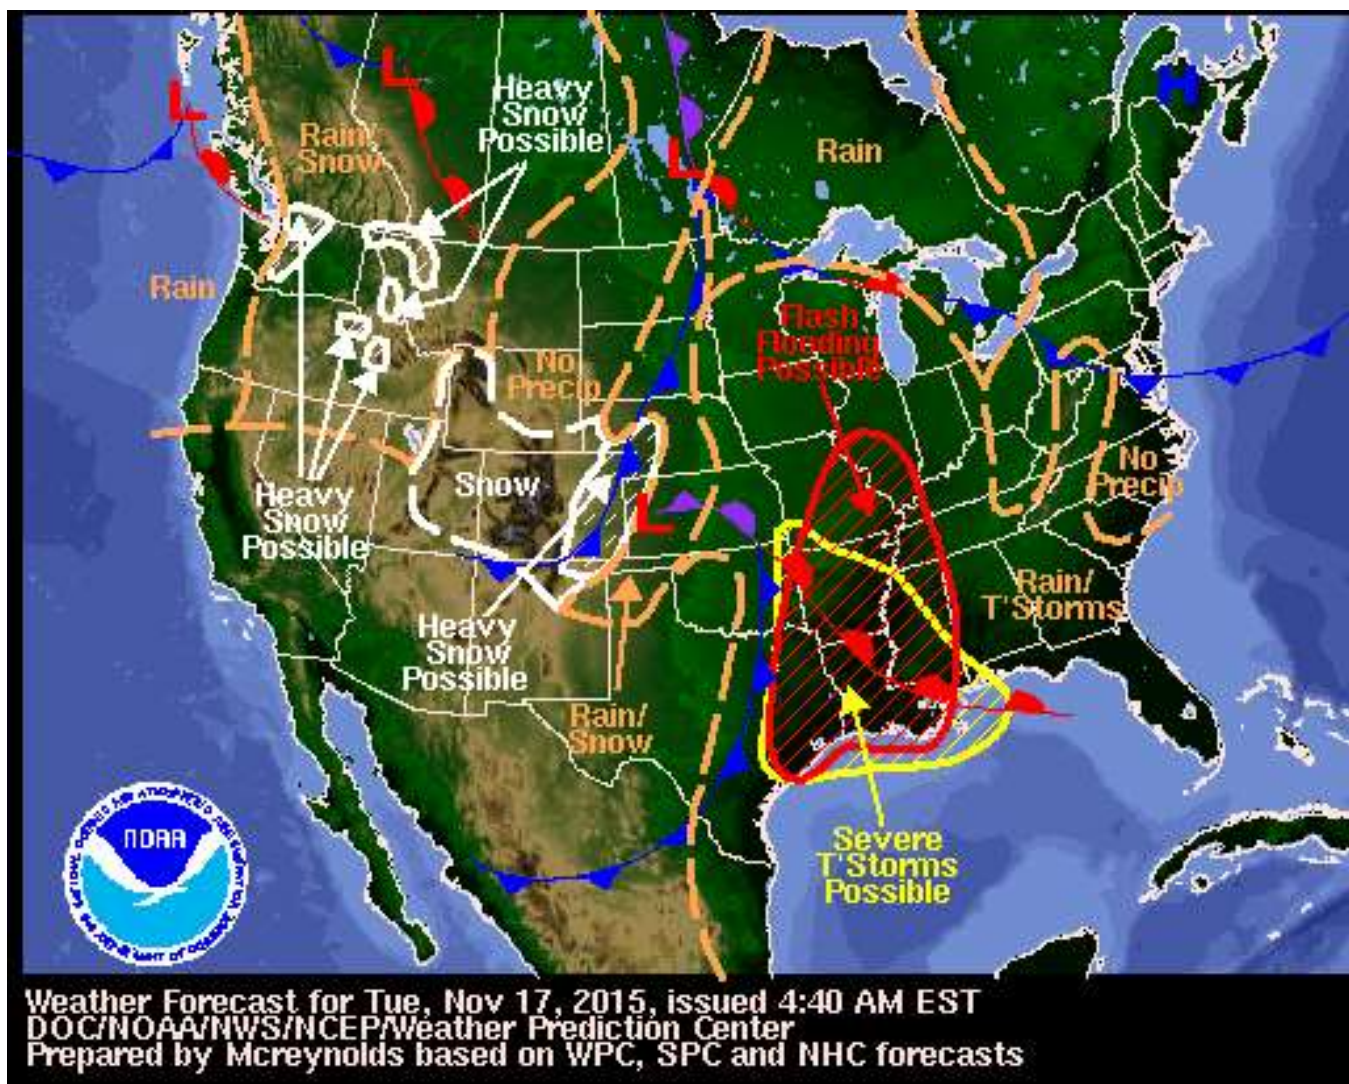 L
L
L
H
Heavy
Snow
Possible
Rain/
Snow
Rain
Rain
Flash
Flooding
Possible
No
Precip
Snow
No
Precip
Heavy
Snow
Possible
L
Rain/
T'Storms
Heavy
Snow
Possible
Rain/
Snow
Severe
T'Storms
Possible
NOAA
Weather Forecast for Tue, Nov 17, 2015, issued 4:40 AM EST
DOC/NOAA/NWS/NCEP/Weather Prediction Center
Prepared by Mcreynolds based on WPC, SPC and NHC forecasts